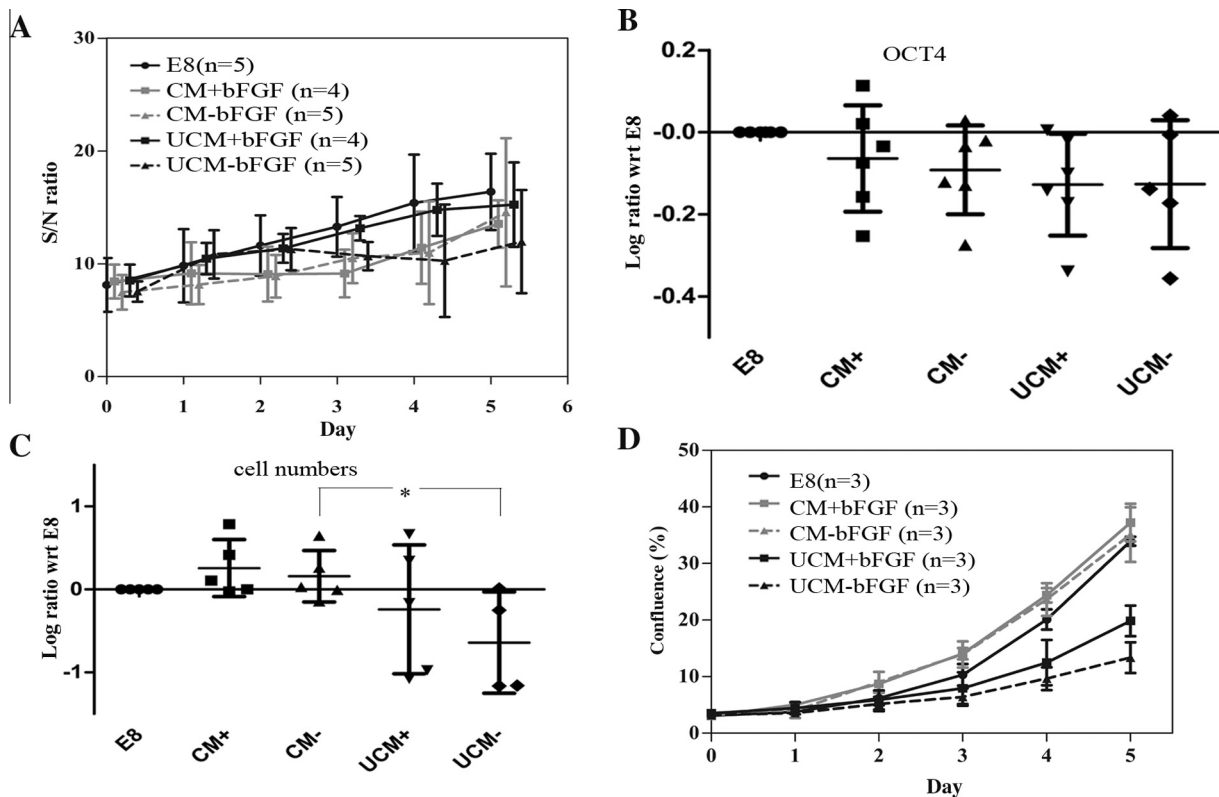 A
30
20
10
0
S/N ratio
E8(n=5)
CM+bFGF (n=4)
CM-bFGF (n=5)
UCM+bFGF (n=4)
UCM-bFGF (n=5)
0 1 2 3 4 5 6
Day
B
OCT4
0.2
-0.0
-0.2
-0.4
Log ratio wrt E8
E8 CM+ CM- UCM+ UCM-
C
cell numbers
*
1
0
-1
Log ratio wrt E8
E8 CM+ CM- UCM+ UCM-
D
50
40
30
20
10
0
Confluence (%)
E8(n=3)
CM+bFGF (n=3)
CM-bFGF (n=3)
UCM+bFGF (n=3)
UCM-bFGF (n=3)
0 1 2 3 4 5
Day